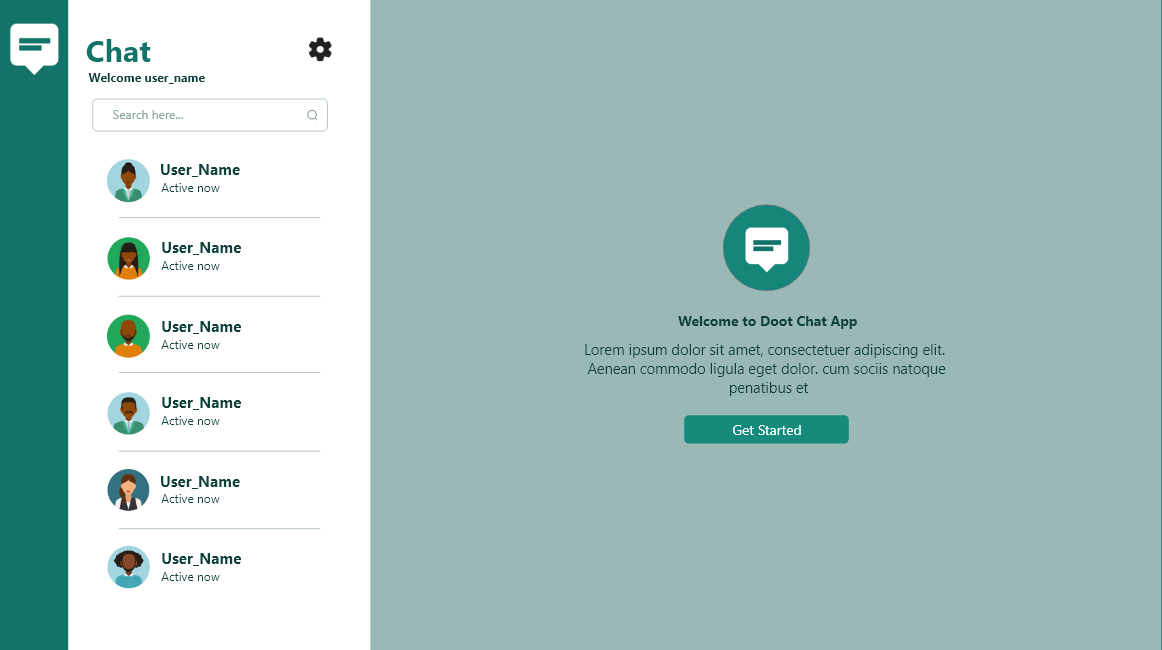 Chat
Welcome user_name
Search here...
User_Name
Active now
User_Name
Active now
User_Name
Active now
User_Name
Active now
User_Name
Active now
User_Name
Active now
Welcome to Doot Chat App
Lorem ipsum dolor sit amet, consectetuer adipiscing elit.
Aenean commodo ligula eget dolor. cum sociis natoque
penatibus et
Get Started